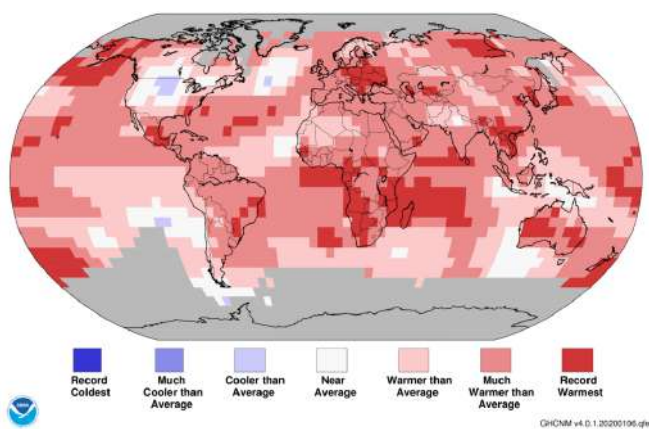 Record
Coldest
Much
Cooler than
Average
Cooler than
Average
Near
Average
Warmer than
Average
Much
Warmer than
Average
Record
Warmest
NOAA
GHCNM v4.0.1.20200106.qfe